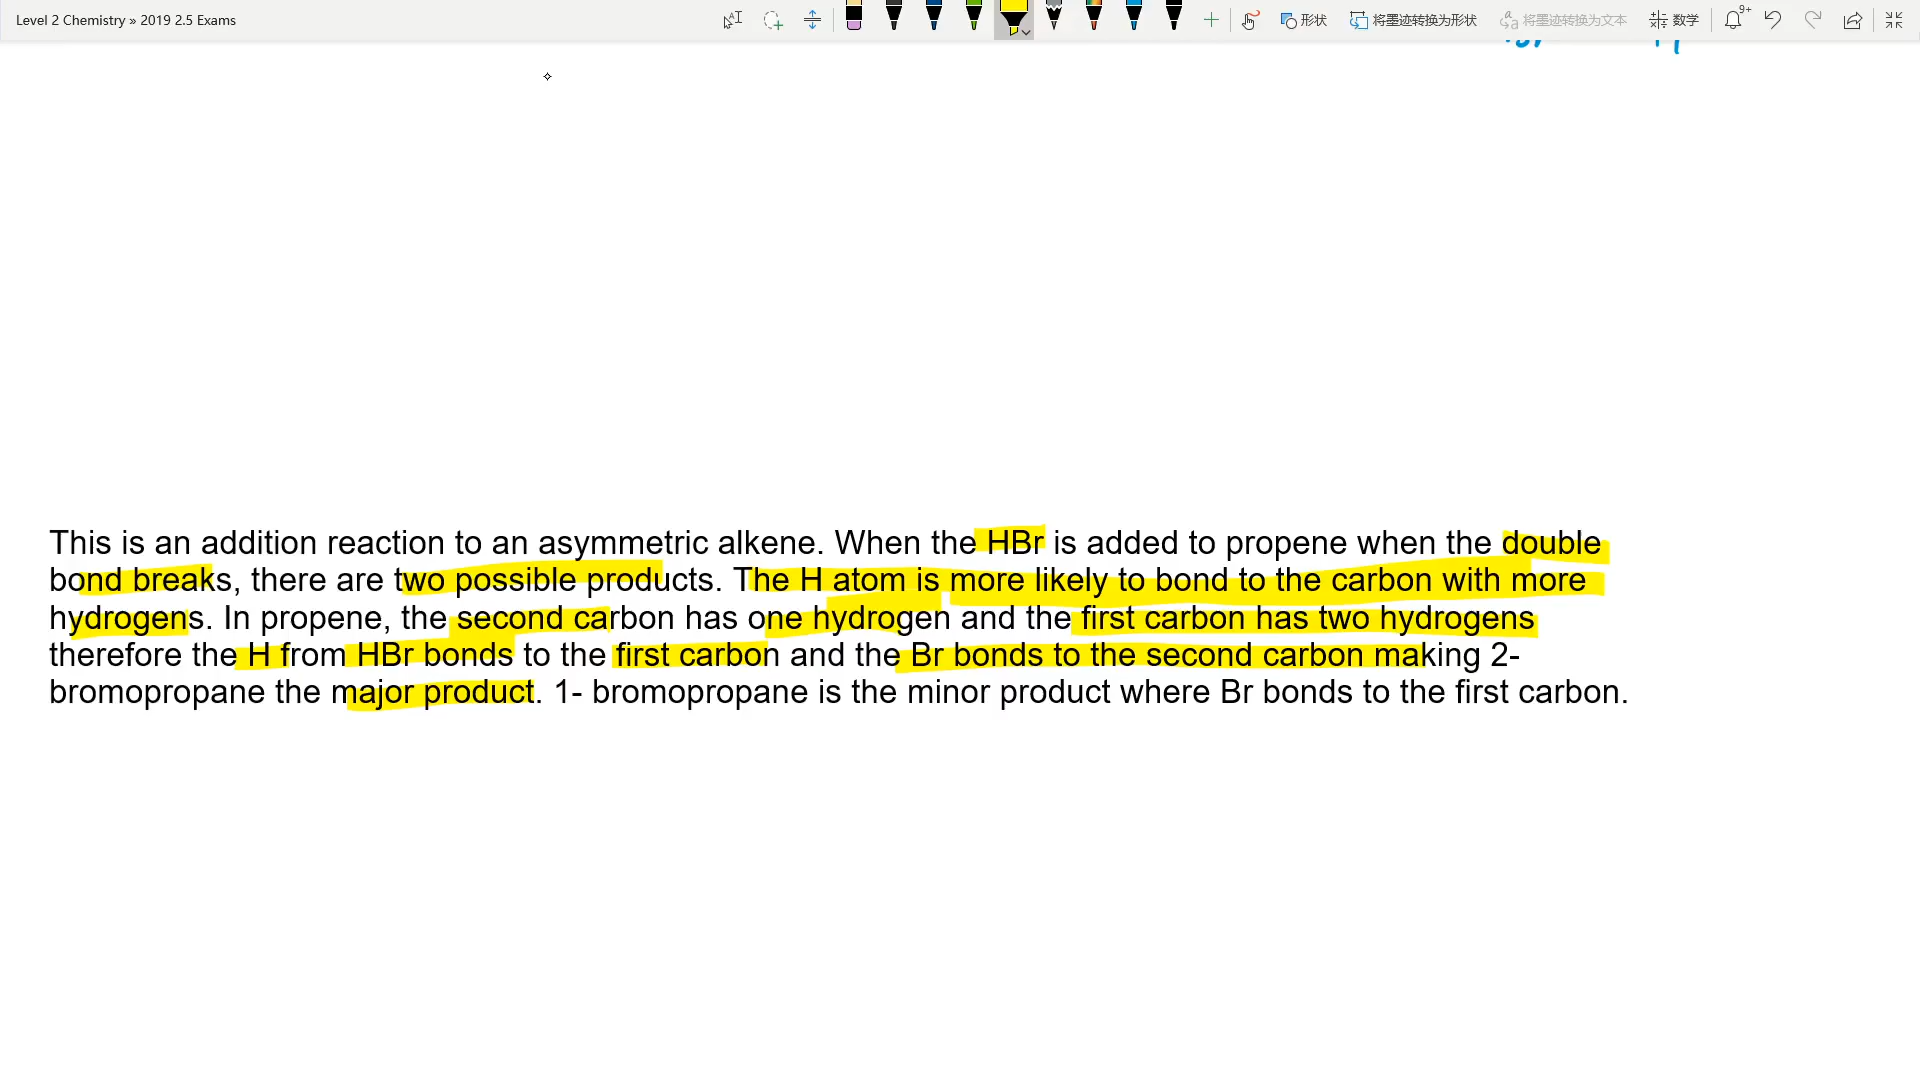 Level 2 Chemistry » 2019 2.5 Exams
形状 将墨迹转换为形状 将墨迹转换为文本 数学 9+
This is an addition reaction to an asymmetric alkene. When the HBr is added to propene when the double
bond breaks, there are two possible products. The H atom is more likely to bond to the carbon with more
hydrogens. In propene, the second carbon has one hydrogen and the first carbon has two hydrogens
therefore the H from HBr bonds to the first carbon and the Br bonds to the second carbon making 2-
bromopropane the major product. 1- bromopropane is the minor product where Br bonds to the first carbon.